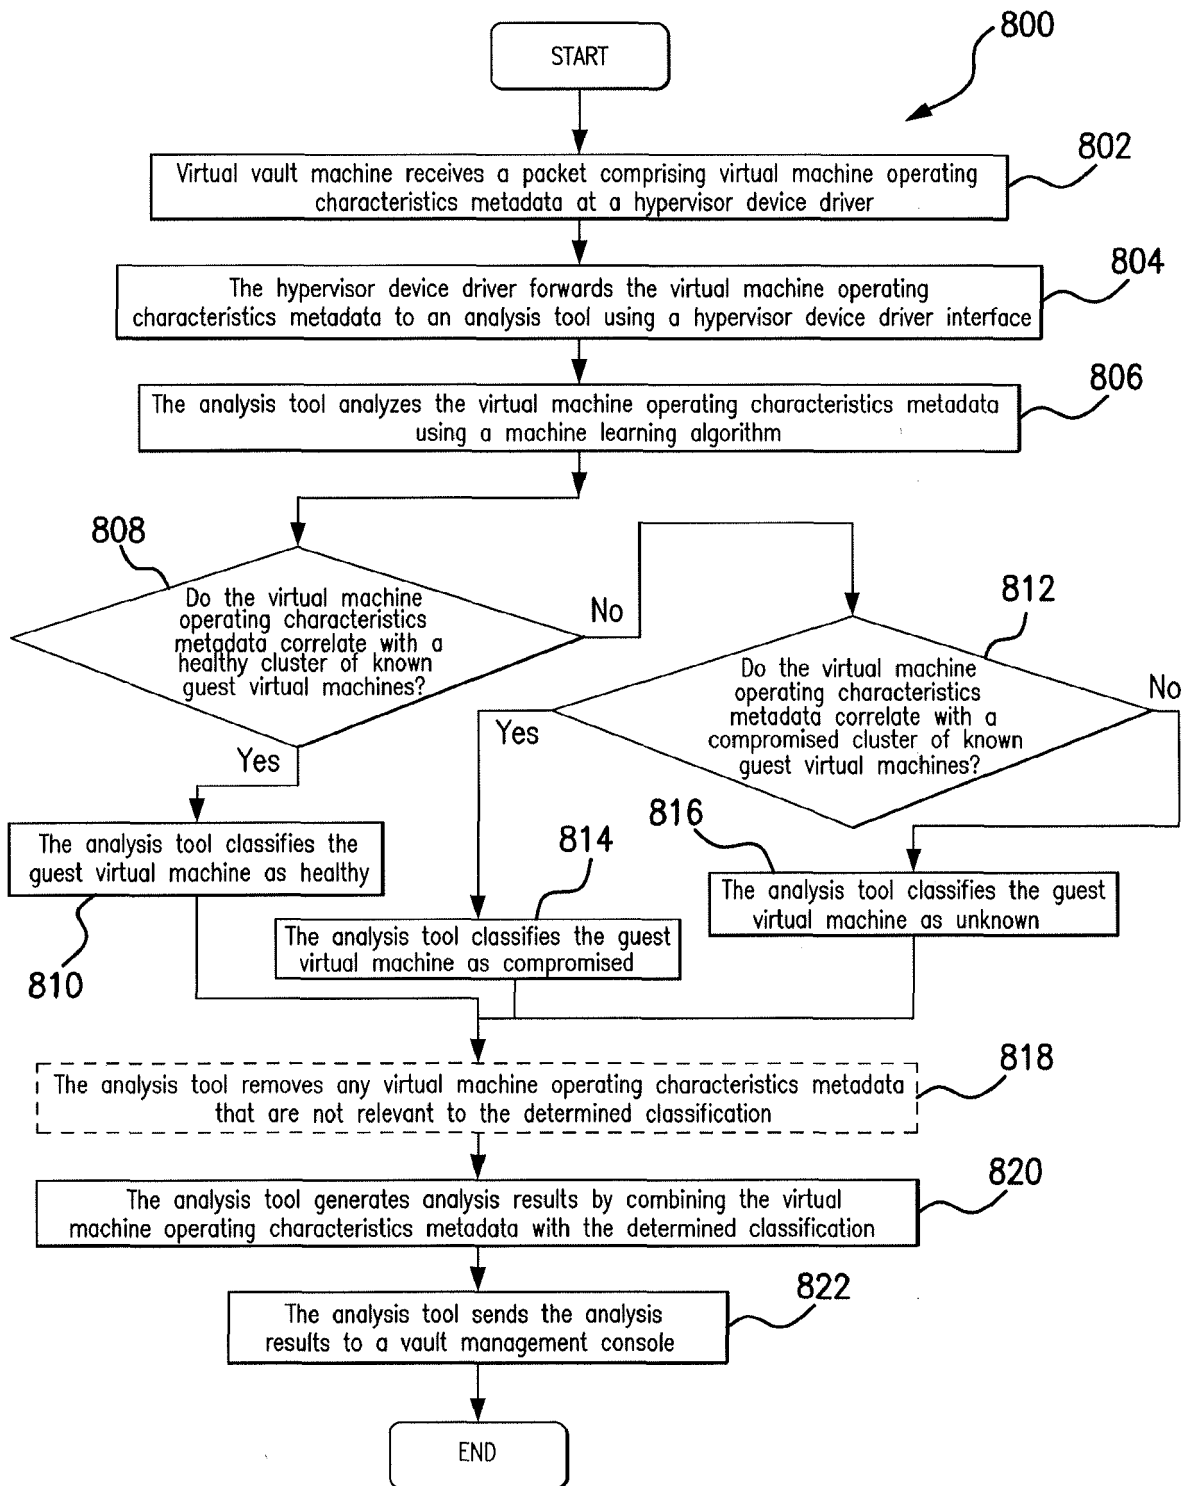 START
800
Virtual vault machine receives a packet comprising virtual machine operating
characteristics metadata at a hypervisor device driver
802
The hypervisor device driver forwards the virtual machine operating
characteristics metadata to an analysis tool using a hypervisor device driver interface
804
The analysis tool analyzes the virtual machine operating characteristics metadata
using a machine learning algorithm
806
808
Do the virtual machine
operating characteristics
metadata correlate with a
healthy cluster of known
guest virtual machines?
No
Yes
812
Do the virtual machine
operating characteristics
metadata correlate with a
compromised cluster of known
guest virtual machines?
Yes
No
The analysis tool classifies the
guest virtual machine as healthy
810
814
The analysis tool classifies the guest
virtual machine as compromised
816
The analysis tool classifies the guest
virtual machine as unknown
The analysis tool removes any virtual machine operating characteristics metadata
that are not relevant to the determined classification
818
The analysis tool generates analysis results by combining the virtual
machine operating characteristics metadata with the determined classification
820
The analysis tool sends the analysis
results to a vault management console
822
END